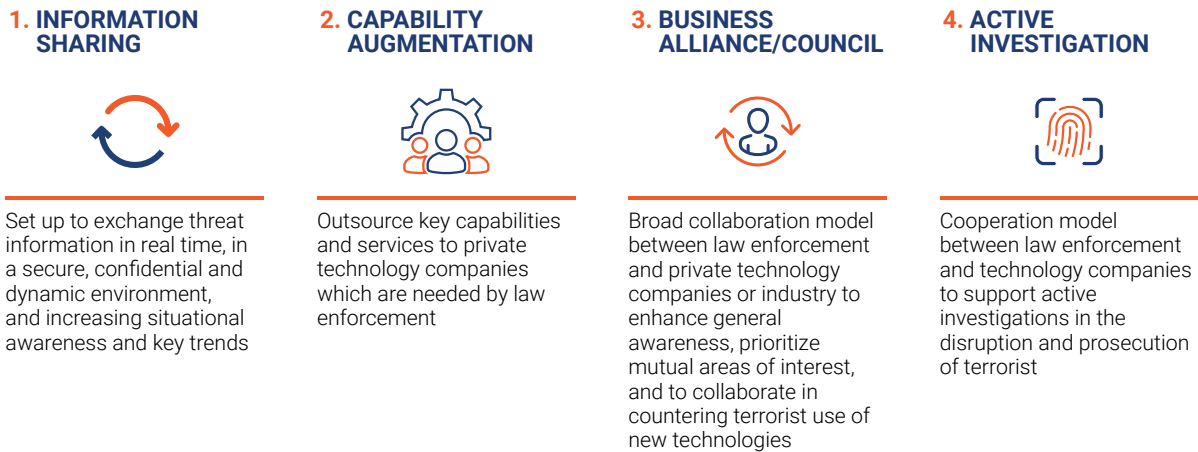 1. INFORMATION
SHARING
Set up to exchange threat
information in real time, in
a secure, confidential and
dynamic environment,
and increasing situational
awareness and key trends
2. CAPABILITY
AUGMENTATION
Outsource key capabilities
and services to private
technology companies
which are needed by law
enforcement
3. BUSINESS
ALLIANCE/COUNCIL
Broad collaboration model
between law enforcement
and private technology
companies or industry to
enhance general
awareness, prioritize
mutual areas of interest,
and to collaborate in
countering terrorist use of
new technologies
4. ACTIVE
INVESTIGATION
Cooperation model
between law enforcement
and technology companies
to support active
investigations in the
disruption and prosecution
of terrorist